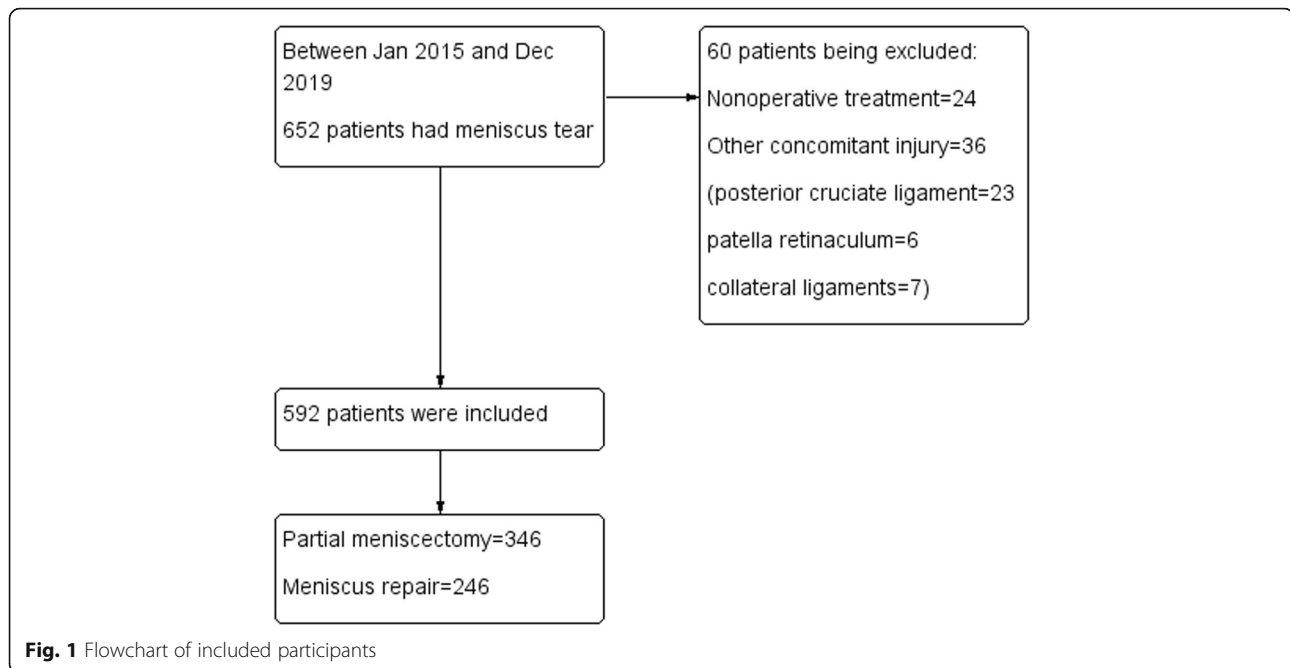 Between Jan 2015 and Dec
2019
652 patients had meniscus tear
60 patients being excluded:
Nonoperative treatment=24
Other concomitant injury=36
(posterior cruciate ligament=23
patella retinaculum=6
collateral ligaments=7)
592 patients were included
Partial meniscectomy=346
Meniscus repair=246
Fig. 1 Flowchart of included participants